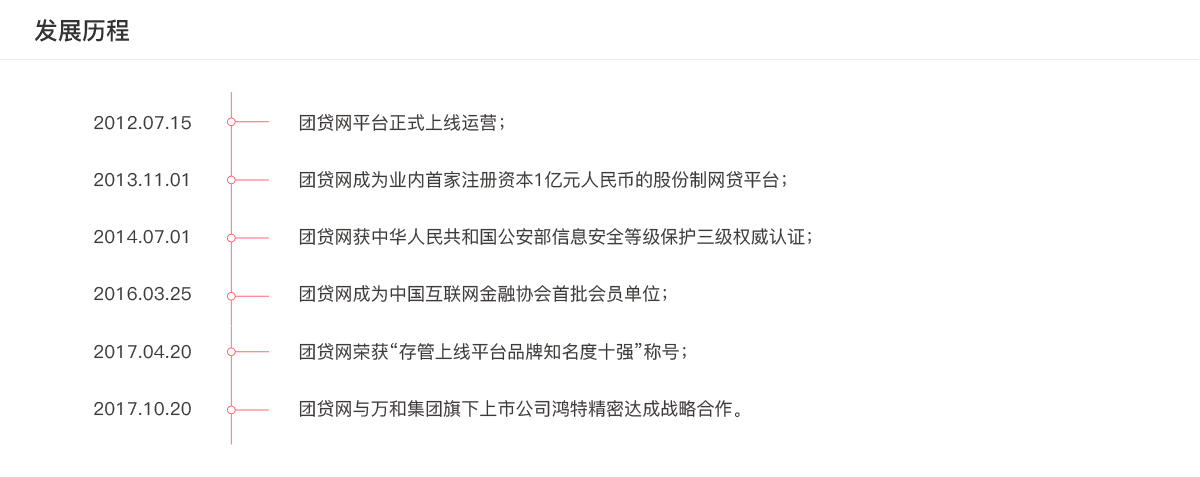 发展历程
2012.07.15 团贷网平台正式上线运营；
2013.11.01 团贷网成为业内首家注册资本1亿元人民币的股份制网贷平台；
2014.07.01 团贷网获中华人民共和国公安部信息安全等级保护三级权威认证；
2016.03.25 团贷网成为中国互联网金融协会首批会员单位；
2017.04.20 团贷网荣获“存管上线平台品牌知名度十强”称号；
2017.10.20 团贷网与万和集团旗下上市公司鸿特精密达成战略合作。